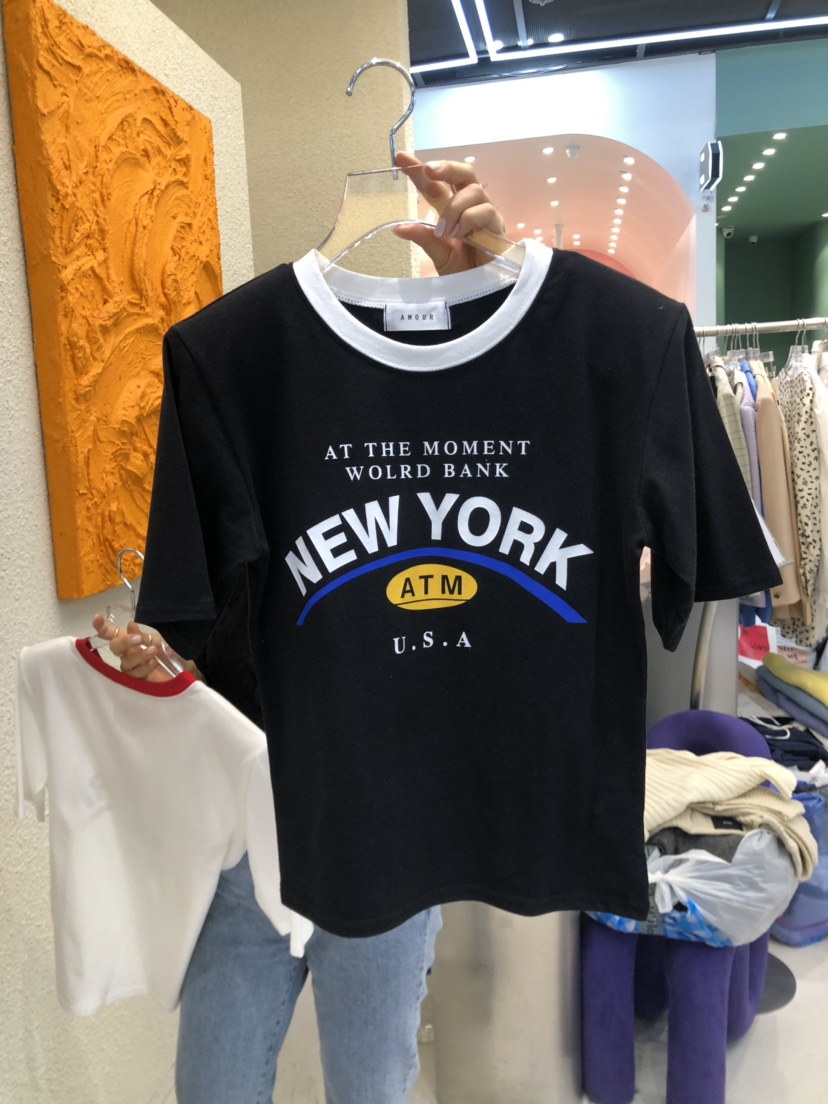 AMOUR
AT THE MOMENT
WOLRD BANK
NEW YORK
ATM
U.S.A